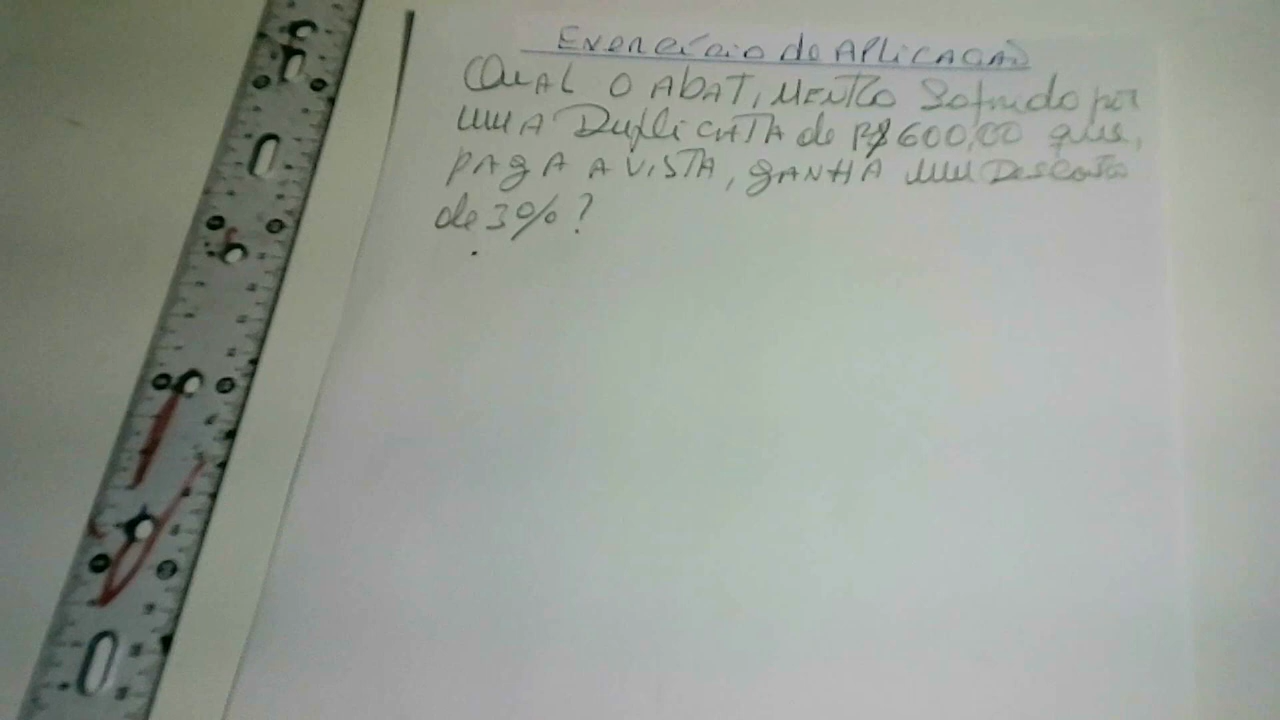 Exercício de Aplicação
QUAL O ABATIMENTO Sofrido por
UMA Duplicata de R$600,00 que,
PAGA A VISTA, GANHA um Desconto
de 3%?